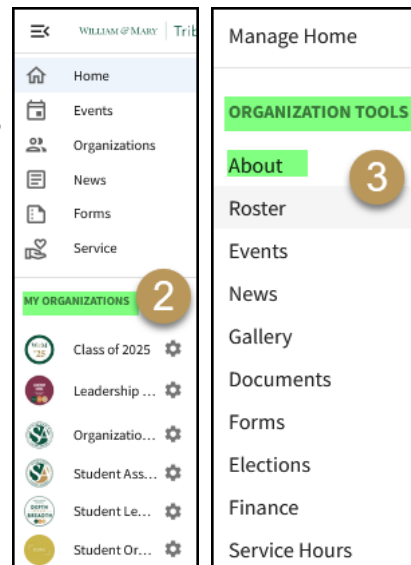 WILLIAM & MARY Trib
Home
Events
Organizations
News
Forms
Service
MY ORGANIZATIONS 2
Class of 2025
Leadership ...
Organizatio...
Student Ass...
Student Le...
Student Or...
Manage Home
ORGANIZATION TOOLS
About
3
Roster
Events
News
Gallery
Documents
Forms
Elections
Finance
Service Hours